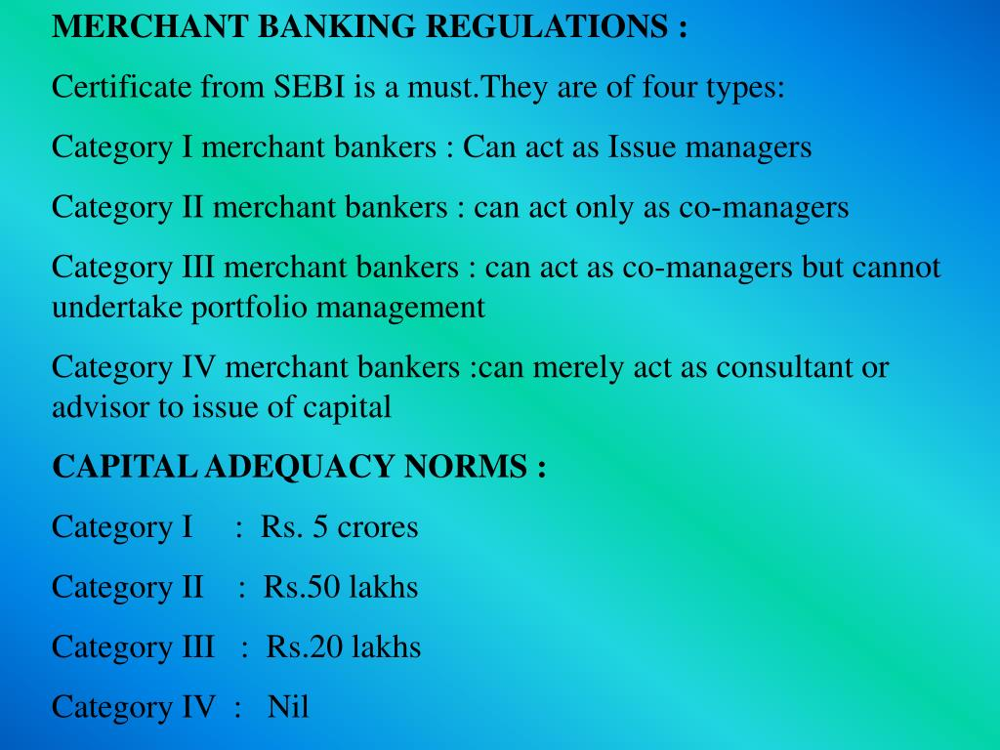 MERCHANT BANKING REGULATIONS :
Certificate from SEBI is a must.They are of four types:
Category I merchant bankers : Can act as Issue managers
Category II merchant bankers : can act only as co-managers
Category III merchant bankers : can act as co-managers but cannot
undertake portfolio management
Category IV merchant bankers :can merely act as consultant or
advisor to issue of capital
CAPITAL ADEQUACY NORMS :
Category I : Rs. 5 crores
Category II : Rs.50 lakhs
Category III : Rs.20 lakhs
Category IV : Nil